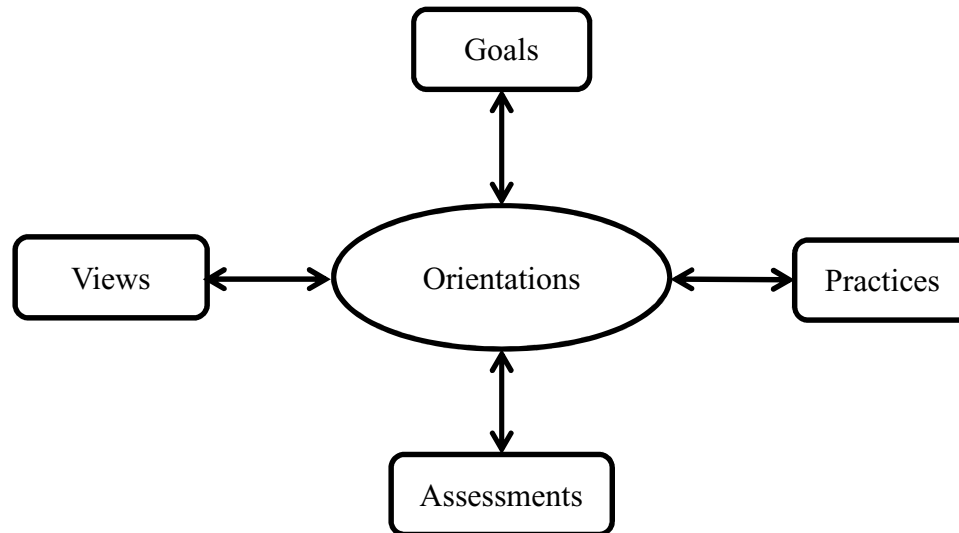 Goals
Views
Orientations
Practices
Assessments